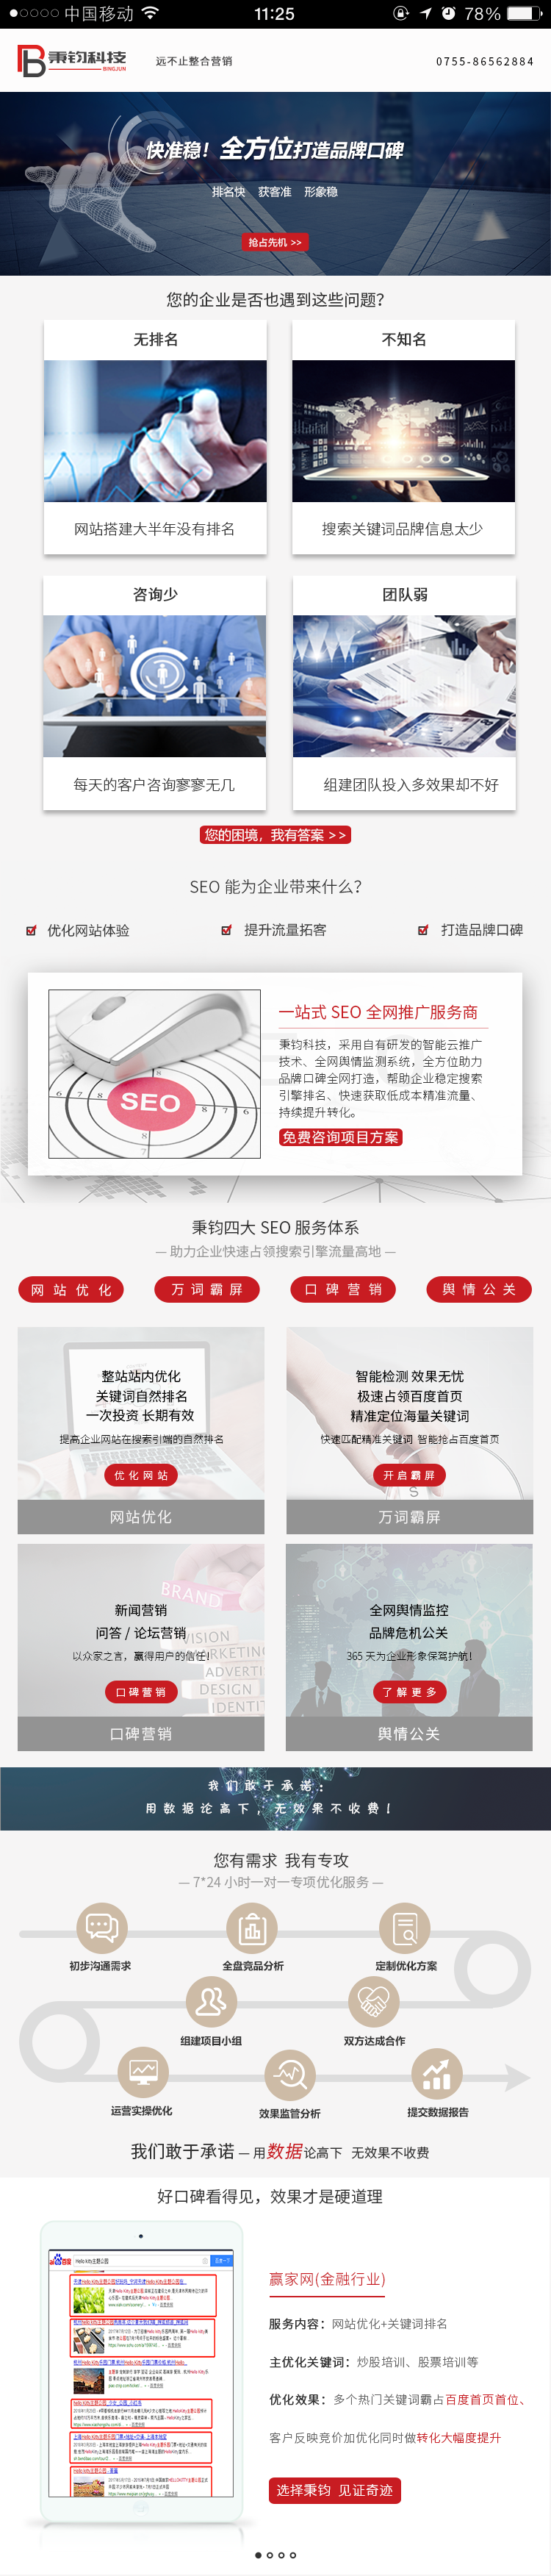 中国移动 11:25 78%
秉钧科技
BINGJUN
远不止整合营销
0755-86562884
快准稳！全方位打造品牌口碑
排名快 获客准 形象稳
抢占先机 >>
您的企业是否也遇到这些问题？
无排名
不知名
网站搭建大半年没有排名
搜索关键词品牌信息太少
咨询少
团队弱
每天的客户咨询寥寥无几
组建团队投入多效果却不好
您的困境，我有答案 >>
SEO 能为企业带来什么？
优化网站体验
提升流量拓客
打造品牌口碑
SEO
一站式 SEO 全网推广服务商
秉钧科技，采用自有研发的智能云推广
技术、全网舆情监测系统，全方位助力
品牌口碑全网打造，帮助企业稳定搜索
引擎排名、快速获取低成本精准流量、
持续提升转化。
免费咨询项目方案
秉钧四大 SEO 服务体系
— 助力企业快速占领搜索引擎流量高地 —
网站优化
万词霸屏
口碑营销
舆情公关
整站站内优化
关键词自然排名
一次投资 长期有效
提高企业网站在搜索引擎的自然排名
优化网站
网站优化
智能检测 效果无忧
极速占领百度首页
精准定位海量关键词
快速匹配精准关键词 智能抢占百度首页
开启霸屏
万词霸屏
BRAND
VISION
MARKETING
ADVERTI
DESIGN
IDENTIT
新闻营销
问答 / 论坛营销
以众家之言，赢得用户的信任!
口碑营销
口碑营销
全网舆情监控
品牌危机公关
365 天为企业形象保驾护航!
了解更多
舆情公关
我们敢于承诺：
用数据论高下，无效果不收费！
您有需求 我有专攻
— 7*24 小时一对一专项优化服务 —
初步沟通需求
全盘竞品分析
定制优化方案
组建项目小组
双方达成合作
运营实操优化
效果监管分析
提交数据报告
我们敢于承诺 — 用数据论高下 无效果不收费
好口碑看得见，效果才是硬道理
Hello Kitty主题公园
百度一下
赢家网(金融行业)
服务内容：网站优化+关键词排名
主优化关键词：炒股培训、股票培训等
优化效果：多个热门关键词霸占百度首页首位、
客户反映竞价加优化同时做转化大幅度提升
选择秉钧 见证奇迹